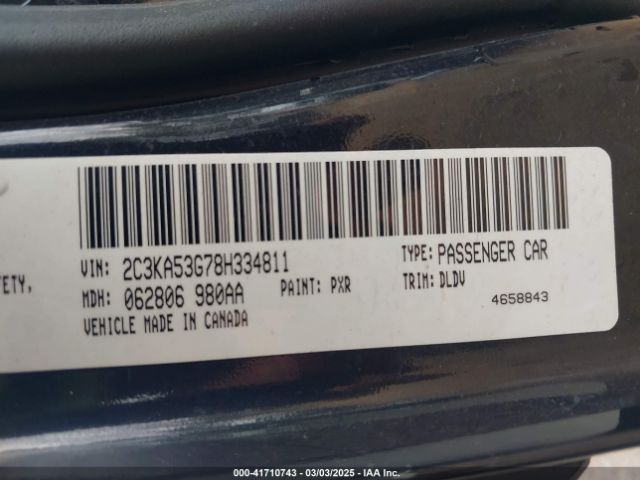 VIN: 2C3KA53G78H334811
TYPE: PASSENGER CAR
ETY,
MDH: 062806 980AA
PAINT: PXR
TRIM: DLDV
VEHICLE MADE IN CANADA
4658843
000-41710743 - 03/03/2025 - IAA Inc.